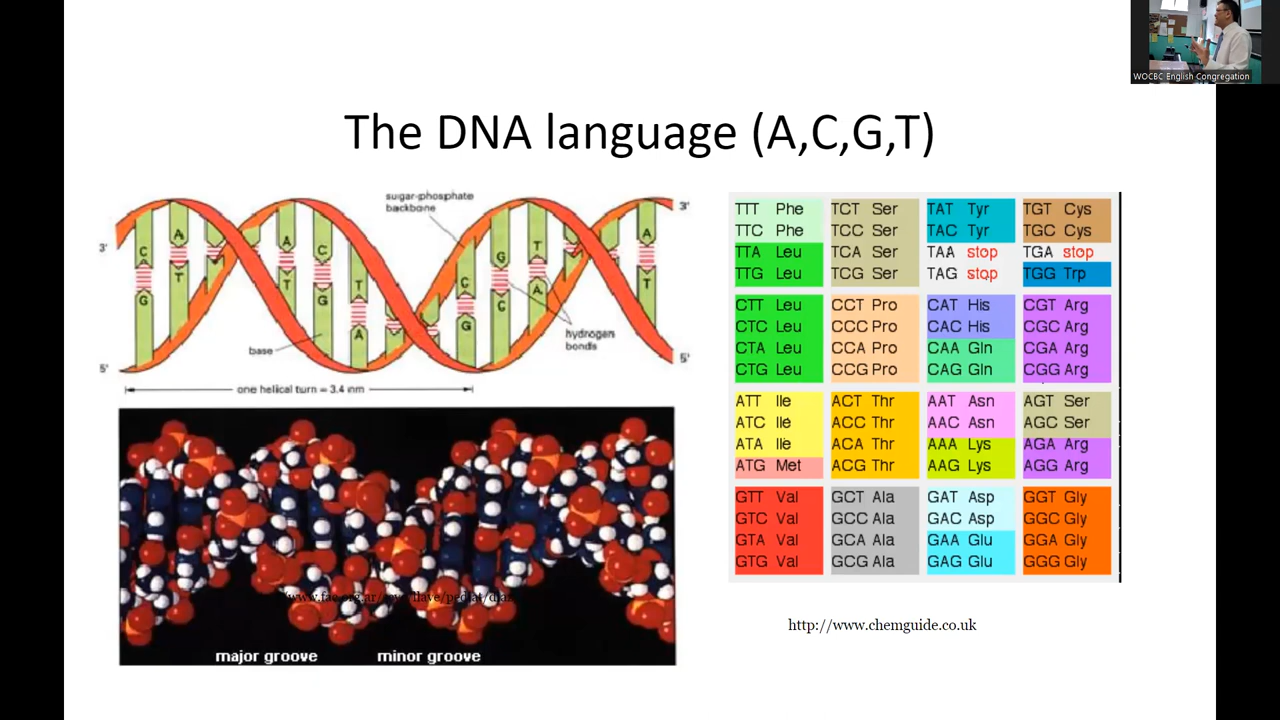 WOCBC English Congregation
The DNA language (A,C,G,T)
sugar-phosphate
backbone
3'
3'
C A A C T C G T A
G T T G A G C A T
base
hydrogen
bonds
5'
5'
one helical turn = 3.4 nm
major groove minor groove
TTT Phe TCT Ser TAT Tyr TGT Cys
TTC Phe TCC Ser TAC Tyr TGC Cys
TTA Leu TCA Ser TAA stop TGA stop
TTG Leu TCG Ser TAG stop TGG Trp
CTT Leu CCT Pro CAT His CGT Arg
CTC Leu CCC Pro CAC His CGC Arg
CTA Leu CCA Pro CAA Gln CGA Arg
CTG Leu CCG Pro CAG Gln CGG Arg
ATT Ile ACT Thr AAT Asn AGT Ser
ATC Ile ACC Thr AAC Asn AGC Ser
ATA Ile ACA Thr AAA Lys AGA Arg
ATG Met ACG Thr AAG Lys AGG Arg
GTT Val GCT Ala GAT Asp GGT Gly
GTC Val GCC Ala GAC Asp GGC Gly
GTA Val GCA Ala GAA Glu GGA Gly
GTG Val GCG Ala GAG Glu GGG Gly
http://www.chemguide.co.uk